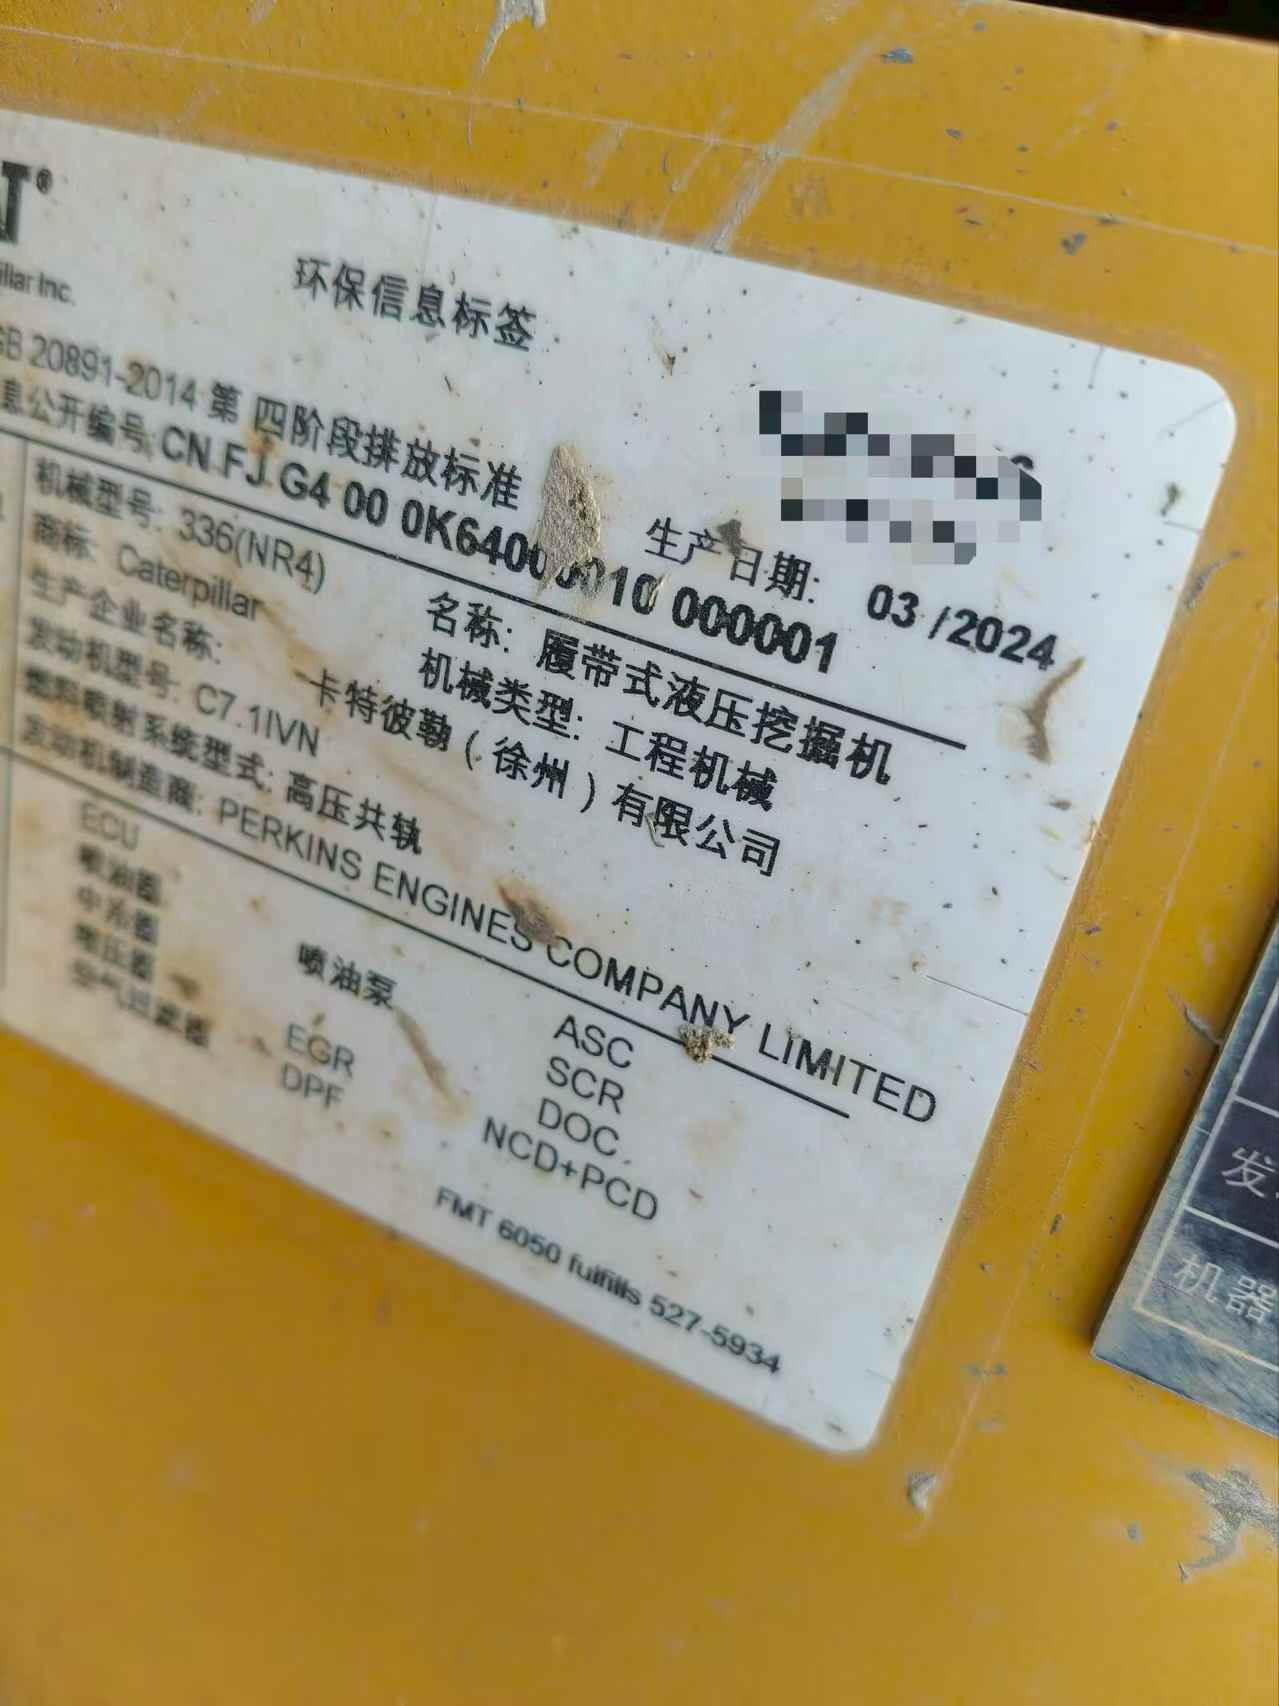 AT®
illar Inc.
环保信息标签
GB 20891-2014 第 四阶段排放标准
息公开编号: CN FJ G4 00 0K64000010 000001
生产日期: 03 /2024
机械型号: 336(NR4)
名称: 履带式液压挖掘机
商标: Caterpillar
机械类型: 工程机械
生产企业名称: 卡特彼勒（徐州）有限公司
发动机型号: C7.1IVN
燃料喷射系统型式: 高压共轨
发动机制造商: PERKINS ENGINES COMPANY LIMITED
ECU
喷油器 喷油泵 ASC
中冷器 SCR
增压器 EGR DOC
空气过滤器 DPF NCD+PCD
FMT 6050 fulfills 527-5934
发
机器